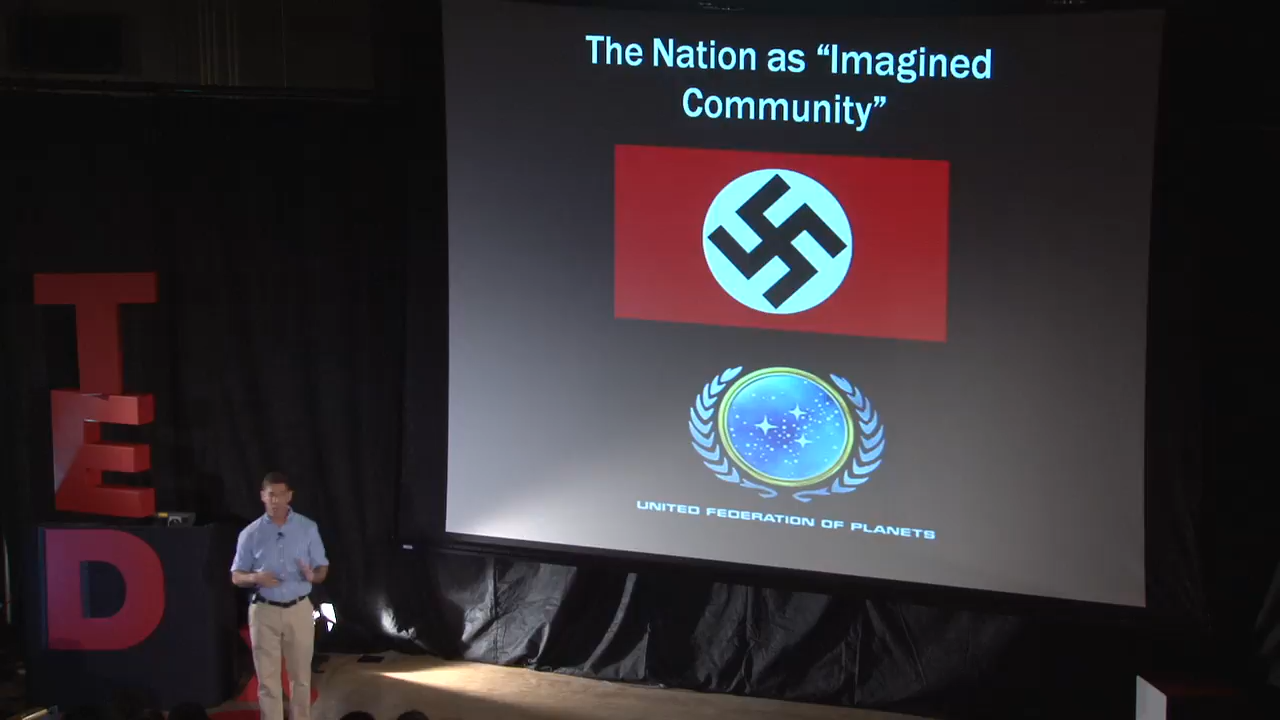 The Nation as “Imagined
Community”
UNITED FEDERATION OF PLANETS
TED